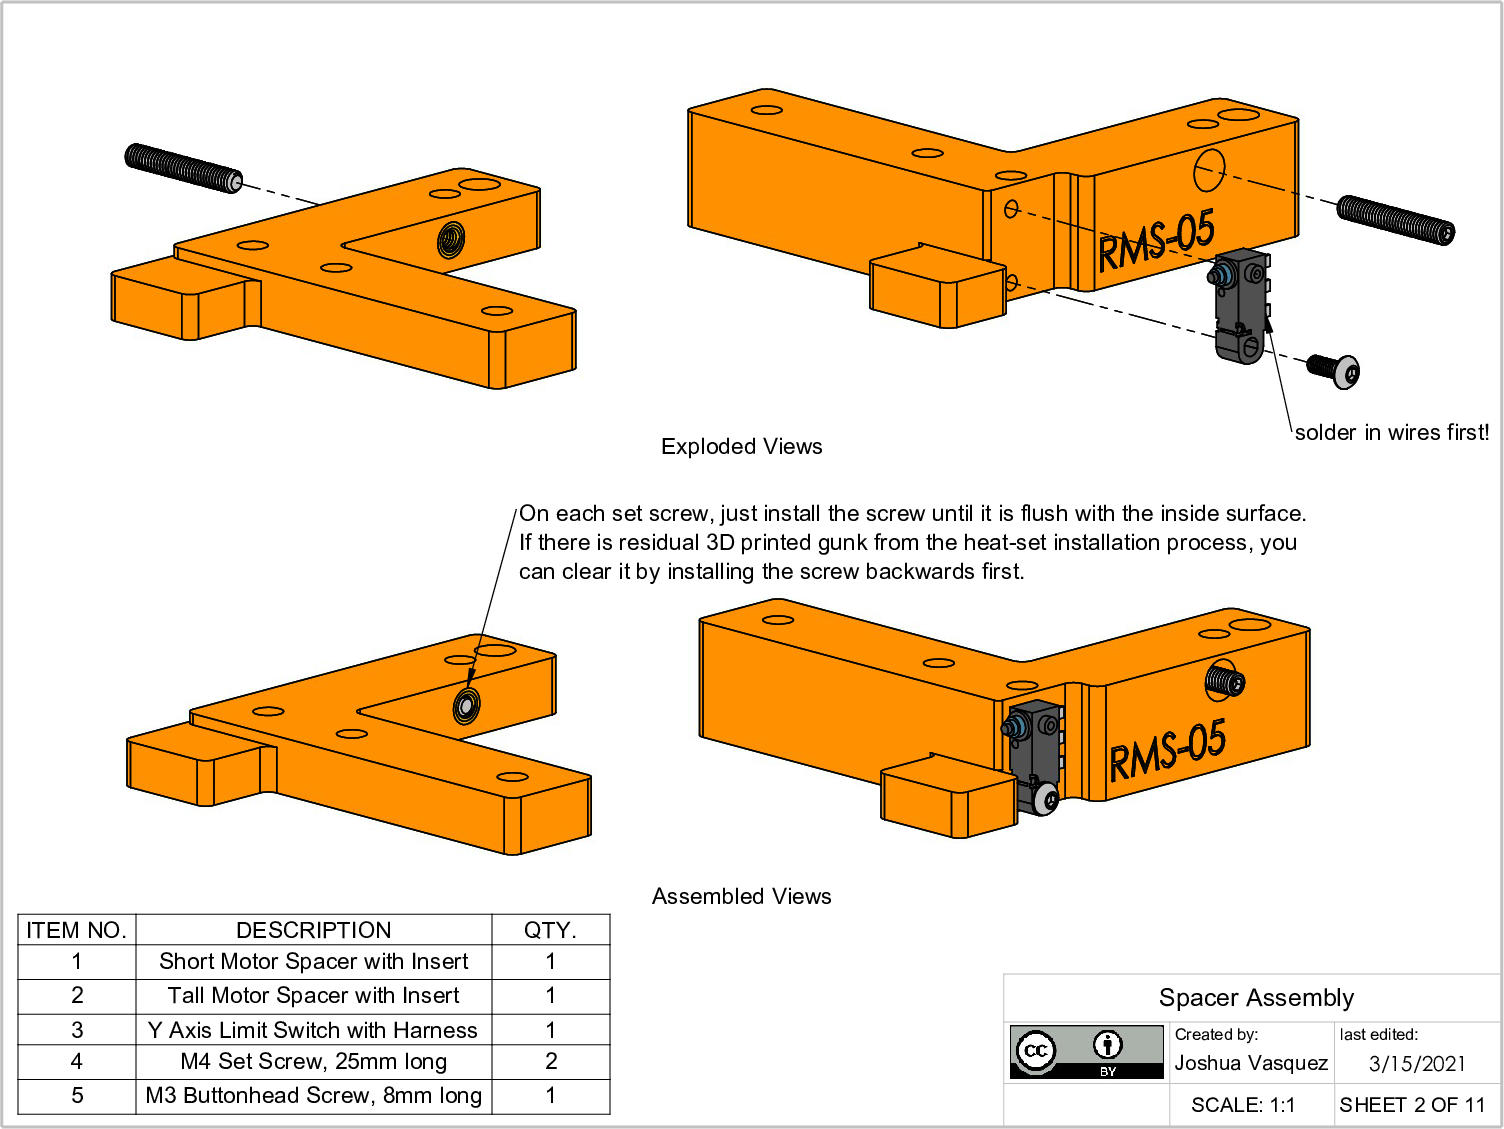 RMS-05
solder in wires first!
Exploded Views
On each set screw, just install the screw until it is flush with the inside surface.
If there is residual 3D printed gunk from the heat-set installation process, you
can clear it by installing the screw backwards first.
RMS-05
Assembled Views
ITEM NO. DESCRIPTION QTY.
1 Short Motor Spacer with Insert 1
2 Tall Motor Spacer with Insert 1
3 Y Axis Limit Switch with Harness 1
4 M4 Set Screw, 25mm long 2
5 M3 Buttonhead Screw, 8mm long 1
Spacer Assembly
cc
BY
Created by:
Joshua Vasquez
last edited:
3/15/2021
SCALE: 1:1
SHEET 2 OF 11